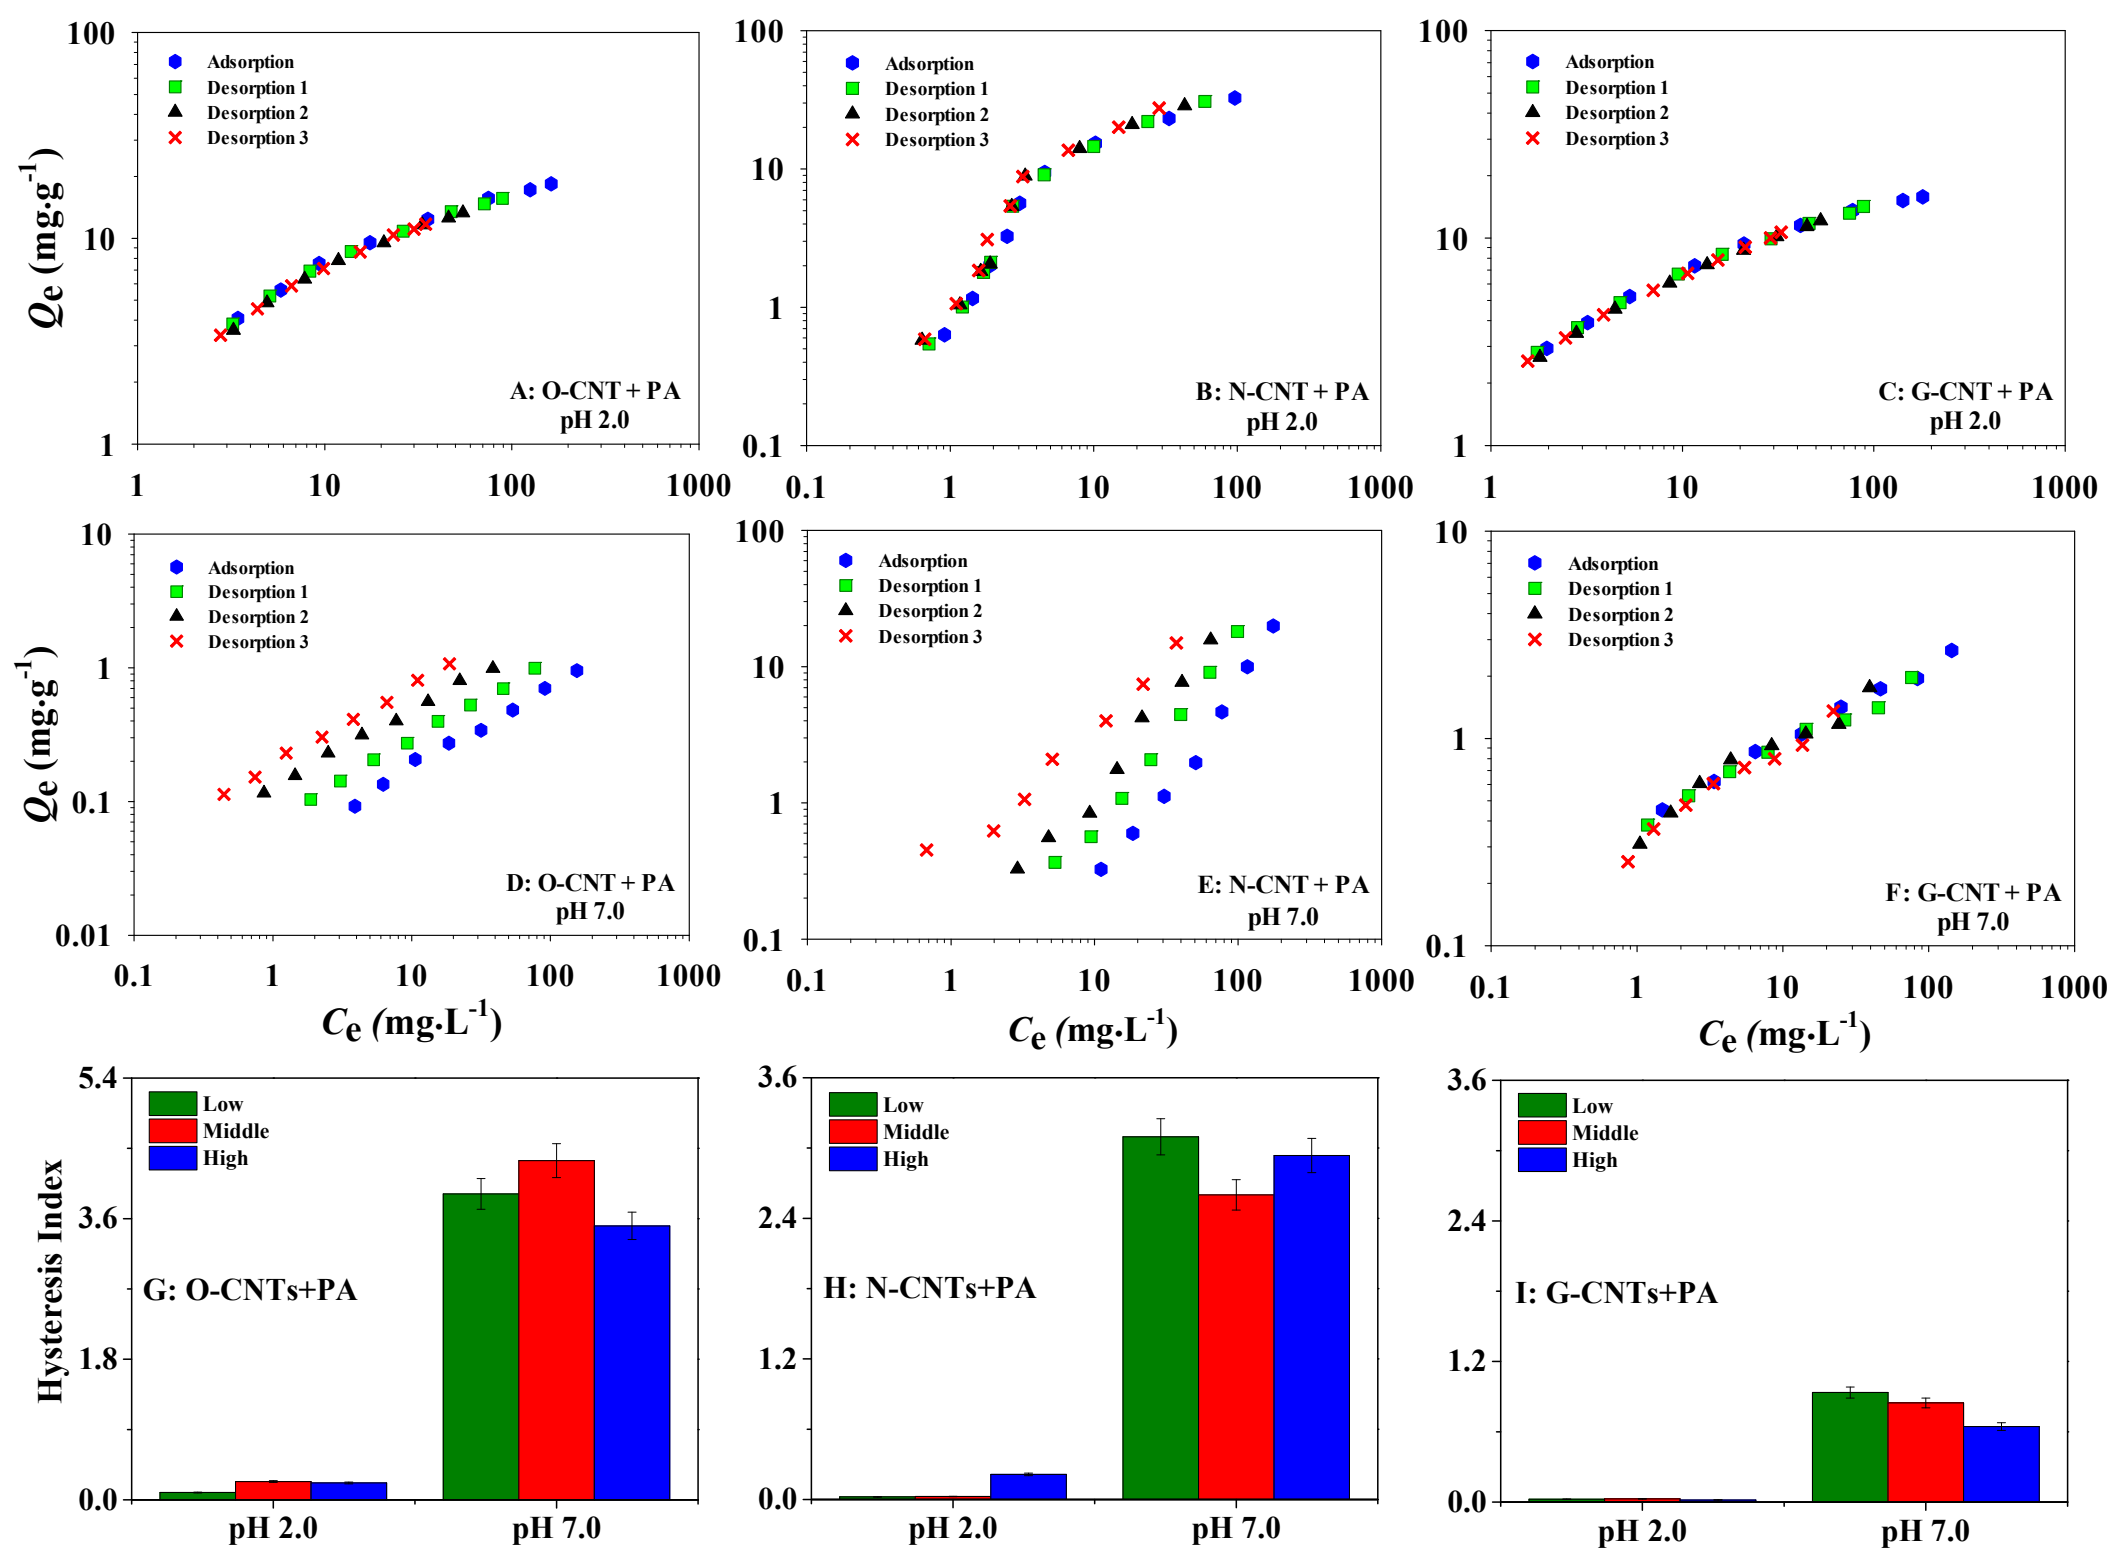 100
10
1
Qe (mg·g-1)
Adsorption
Desorption 1
Desorption 2
Desorption 3
A: O-CNT + PA
pH 2.0
1 10 100 1000
100
10
1
0.1
Adsorption
Desorption 1
Desorption 2
Desorption 3
B: N-CNT + PA
pH 2.0
0.1 1 10 100 1000
100
10
1
Adsorption
Desorption 1
Desorption 2
Desorption 3
C: G-CNT + PA
pH 2.0
1 10 100 1000
10
1
0.1
0.01
Qe (mg·g-1)
Adsorption
Desorption 1
Desorption 2
Desorption 3
D: O-CNT + PA
pH 7.0
0.1 1 10 100 1000
Ce (mg·L-1)
100
10
1
0.1
Adsorption
Desorption 1
Desorption 2
Desorption 3
E: N-CNT + PA
pH 7.0
0.1 1 10 100 1000
Ce (mg·L-1)
10
1
0.1
Adsorption
Desorption 1
Desorption 2
Desorption 3
F: G-CNT + PA
pH 7.0
0.1 1 10 100 1000
Ce (mg·L-1)
5.4
3.6
1.8
0.0
Hysteresis Index
Low
Middle
High
G: O-CNTs+PA
pH 2.0 pH 7.0
3.6
2.4
1.2
0.0
Low
Middle
High
H: N-CNTs+PA
pH 2.0 pH 7.0
3.6
2.4
1.2
0.0
Low
Middle
High
I: G-CNTs+PA
pH 2.0 pH 7.0